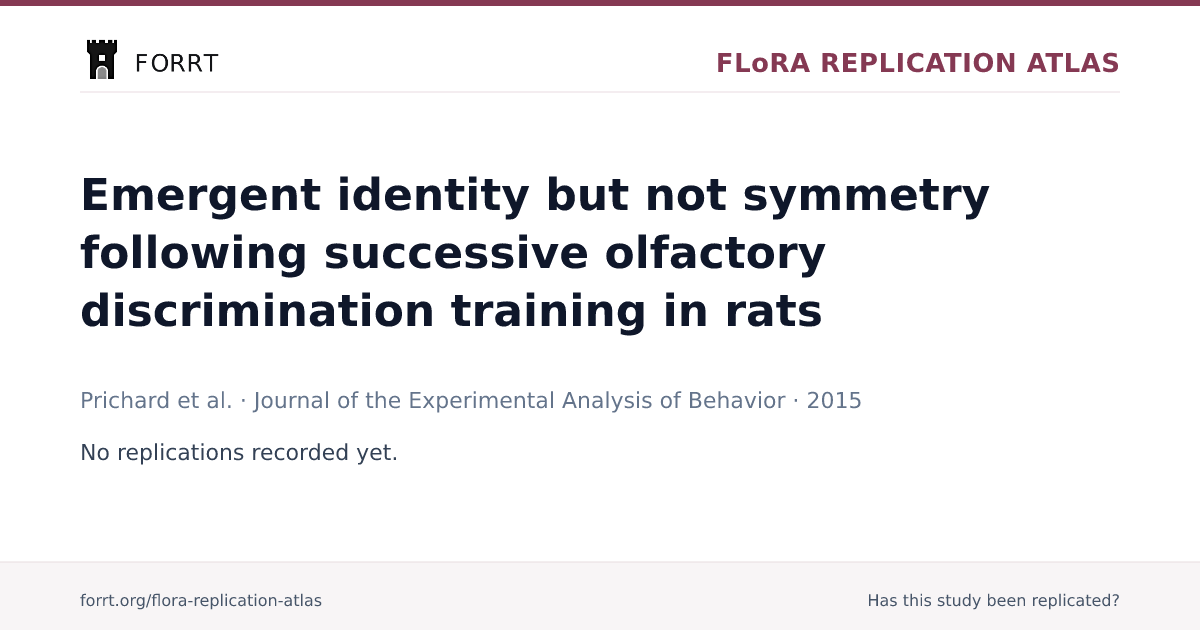 FORRT
FLoRA REPLICATION ATLAS
Emergent identity but not symmetry
following successive olfactory
discrimination training in rats
Prichard et al. · Journal of the Experimental Analysis of Behavior · 2015
No replications recorded yet.
forrt.org/flora-replication-atlas
Has this study been replicated?